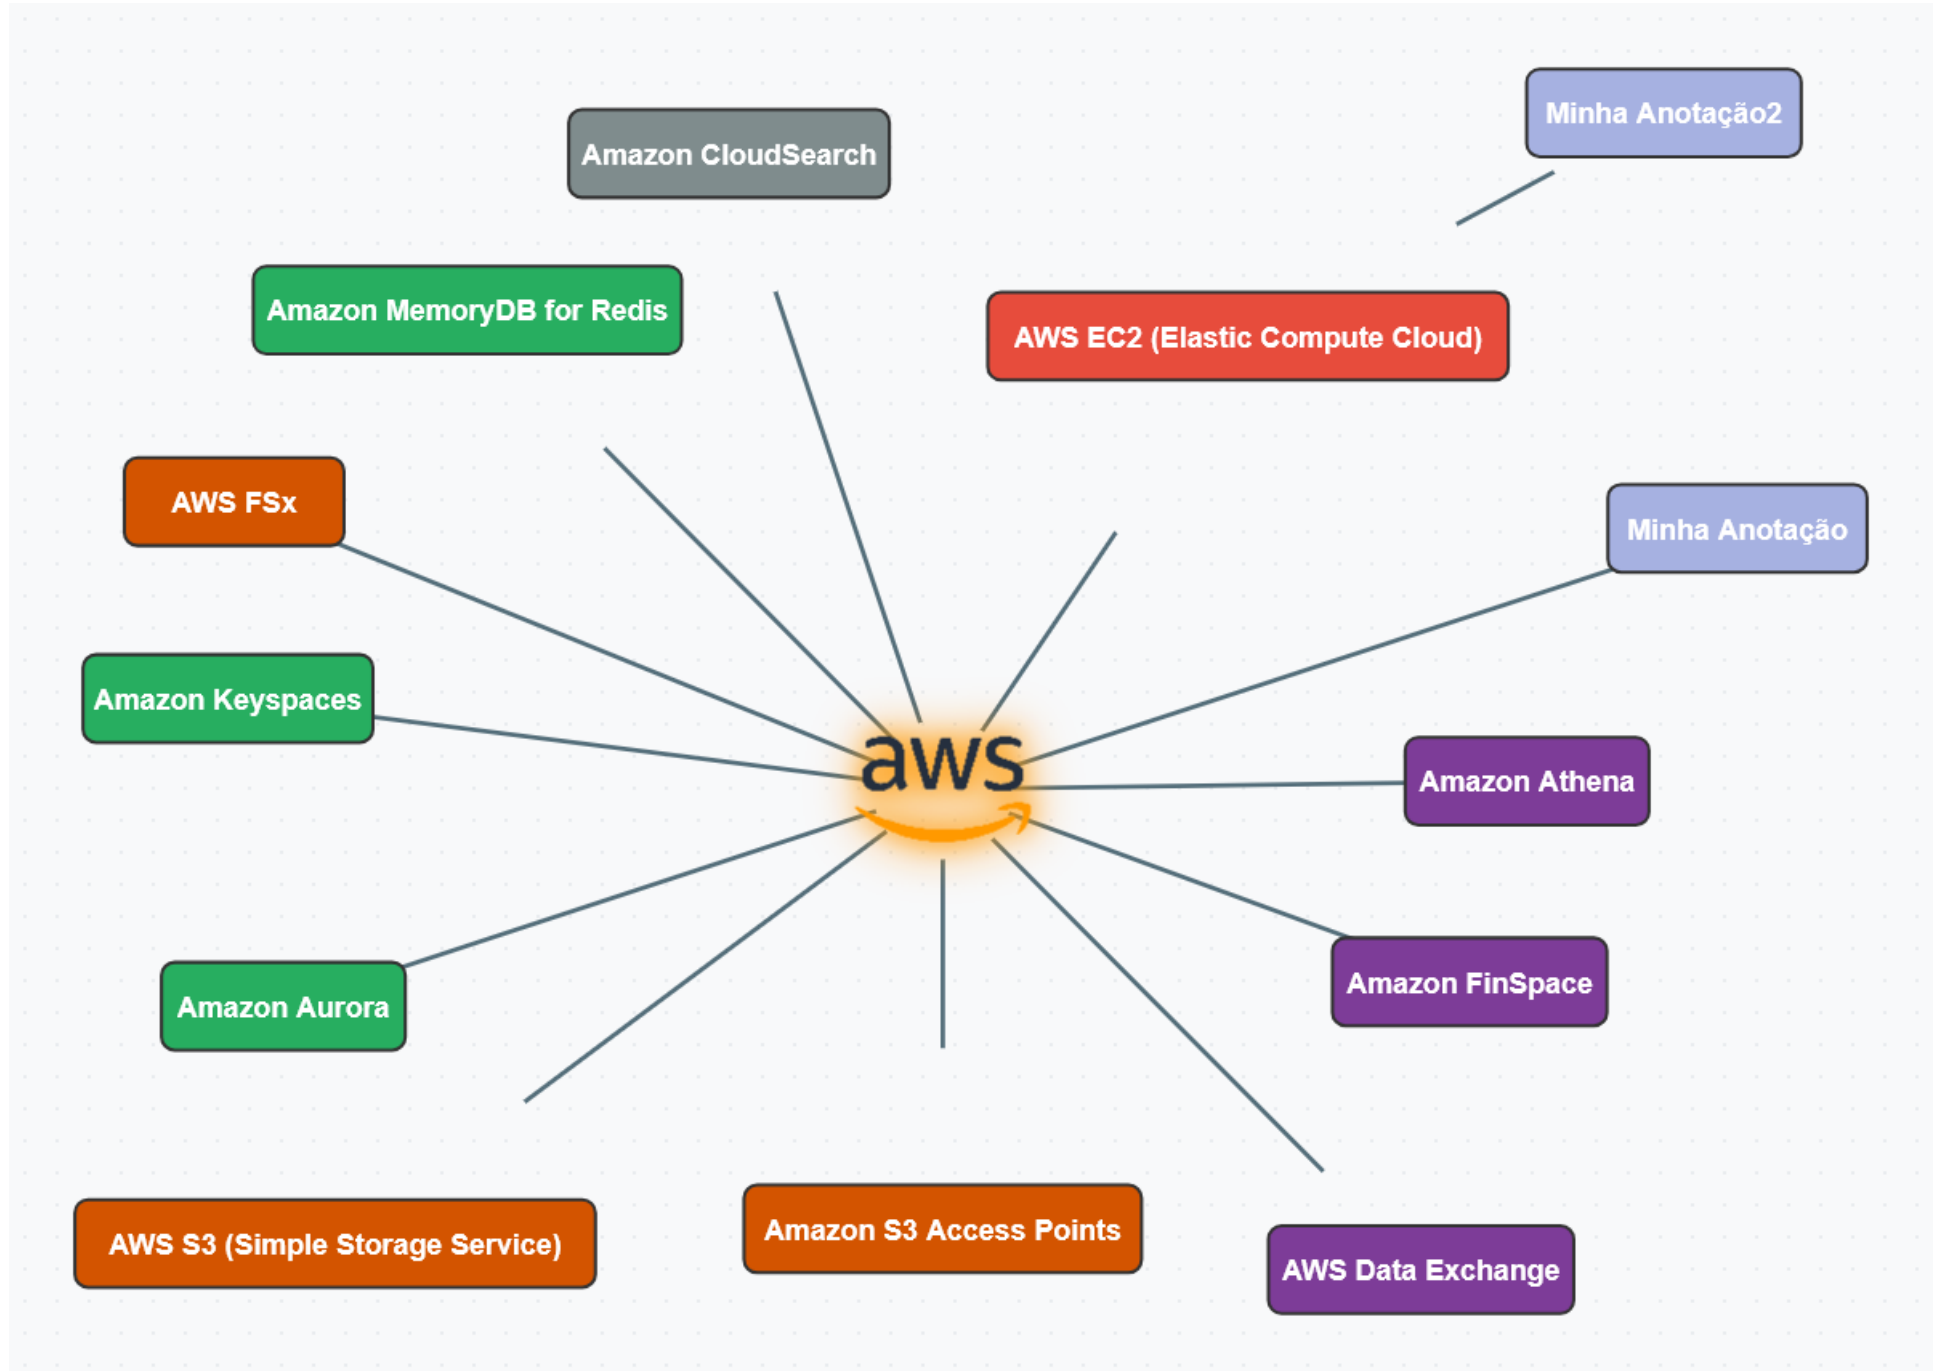 Minha Anotação2
Amazon CloudSearch
Amazon MemoryDB for Redis
AWS EC2 (Elastic Compute Cloud)
AWS FSx
Minha Anotação
Amazon Keyspaces
aws
Amazon Athena
Amazon Aurora
Amazon FinSpace
AWS S3 (Simple Storage Service)
Amazon S3 Access Points
AWS Data Exchange